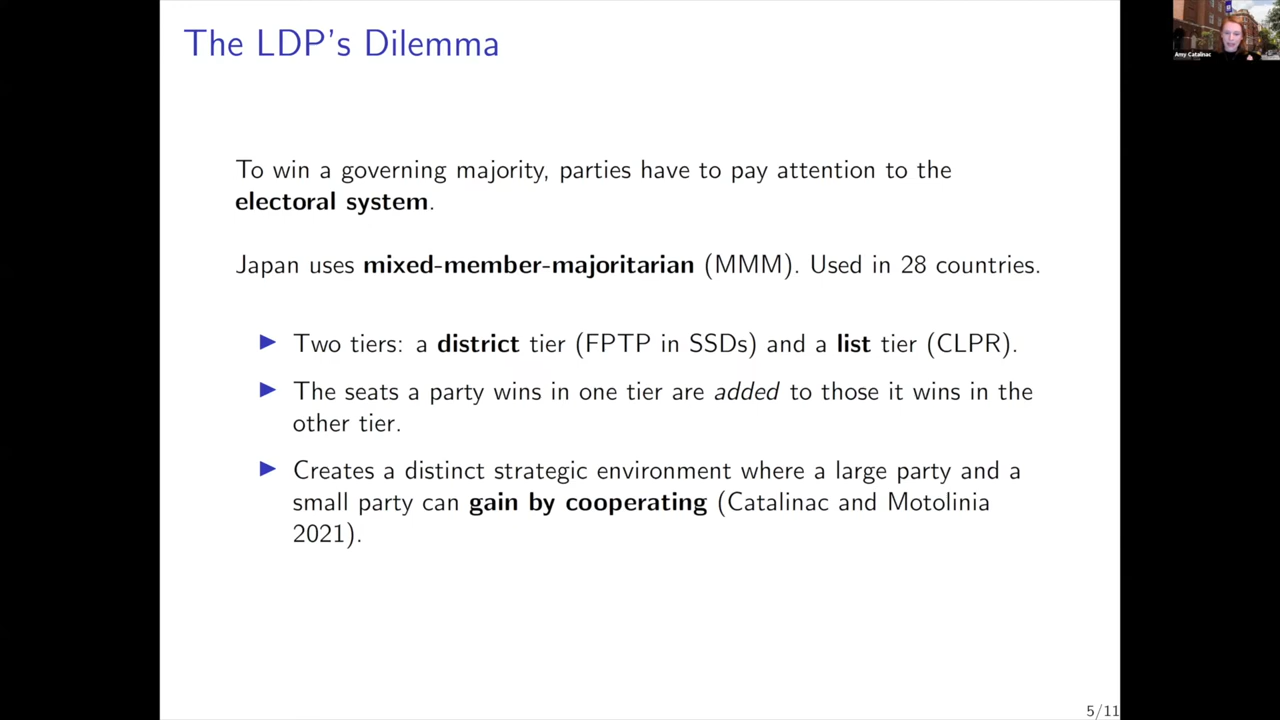 The LDP's Dilemma
Amy Catalinac
To win a governing majority, parties have to pay attention to the
electoral system.
Japan uses mixed-member-majoritarian (MMM). Used in 28 countries.
▶ Two tiers: a district tier (FPTP in SSDs) and a list tier (CLPR).
▶ The seats a party wins in one tier are added to those it wins in the
other tier.
▶ Creates a distinct strategic environment where a large party and a
small party can gain by cooperating (Catalinac and Motolinia
2021).
5/11